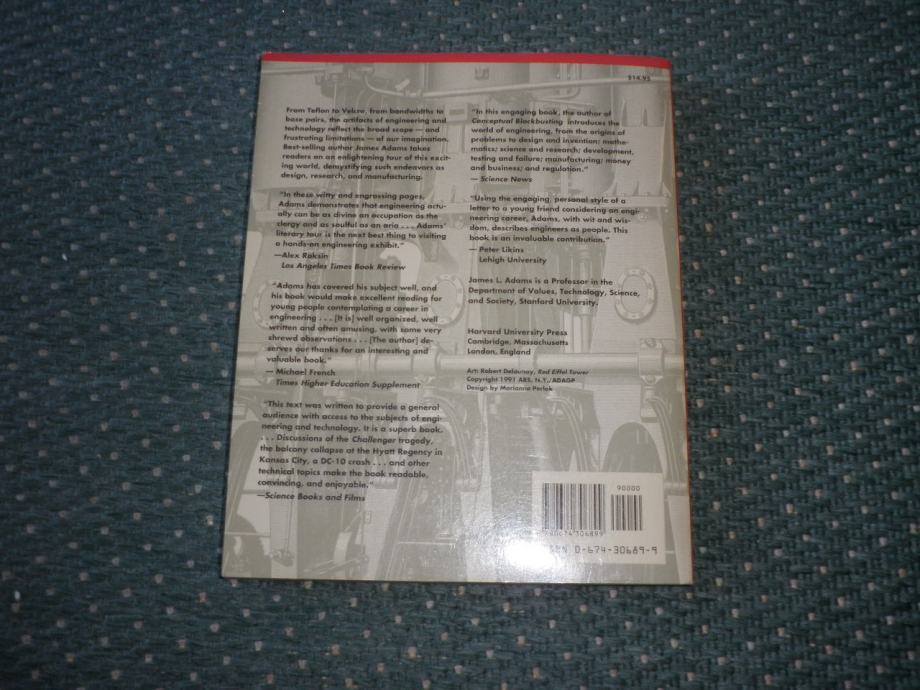 $14.95
From Teflon to Velcro, from bandwidths to
base pairs, the artifacts of engineering and
technology reflect the broad scope — and
frustrating limitations — of our imagination.
Best-selling author James Adams takes
readers on an enlightening tour of this excit-
ing world, demystifying such endeavors as
design, research, and manufacturing.
"In these witty and engrossing pages,
Adams demonstrates that engineering actu-
ally can be as divine an occupation as the
clergy and as soulful as an aria . . . Adams'
literary tour is the next best thing to visiting
a hands-on engineering exhibit."
—Alex Raksin
Los Angeles Times Book Review
"Adams has covered his subject well, and
his book would make excellent reading for
young people contemplating a career in
engineering . . . [It is] well organized, well
written and often amusing, with some very
shrewd observations . . . [The author] de-
serves our thanks for an interesting and
valuable book."
— Michael French
Times Higher Education Supplement
"This text was written to provide a general
audience with access to the subjects of engi-
neering and technology. It is a superb book.
. . . Discussions of the Challenger tragedy,
the balcony collapse at the Hyatt Regency in
Kansas City, a DC-10 crash . . . and other
technical topics make the book readable,
convincing, and enjoyable."
—Science Books and Films
"In this engaging book, the author of
Conceptual Blockbusting introduces the
world of engineering, from the origins of
problems to design and invention; mathe-
matics; science and research; development,
testing and failure; manufacturing; money
and business; and regulation."
— Science News
"Using the engaging, personal style of a
letter to a young friend considering an engi-
neering career, Adams, with wit and wis-
dom, describes engineers as people. This
book is an invaluable contribution."
— Peter Likins
Lehigh University
James L. Adams is a Professor in the
Department of Values, Technology, Science,
and Society, Stanford University.
Harvard University Press
Cambridge, Massachusetts
London, England
Art: Robert Delaunay, Red Eiffel Tower
Copyright 1991 ARS, N.Y./ADAGP
Design by Marianne Perlak
90000
780674 306899
ISBN 0-674-30689-9